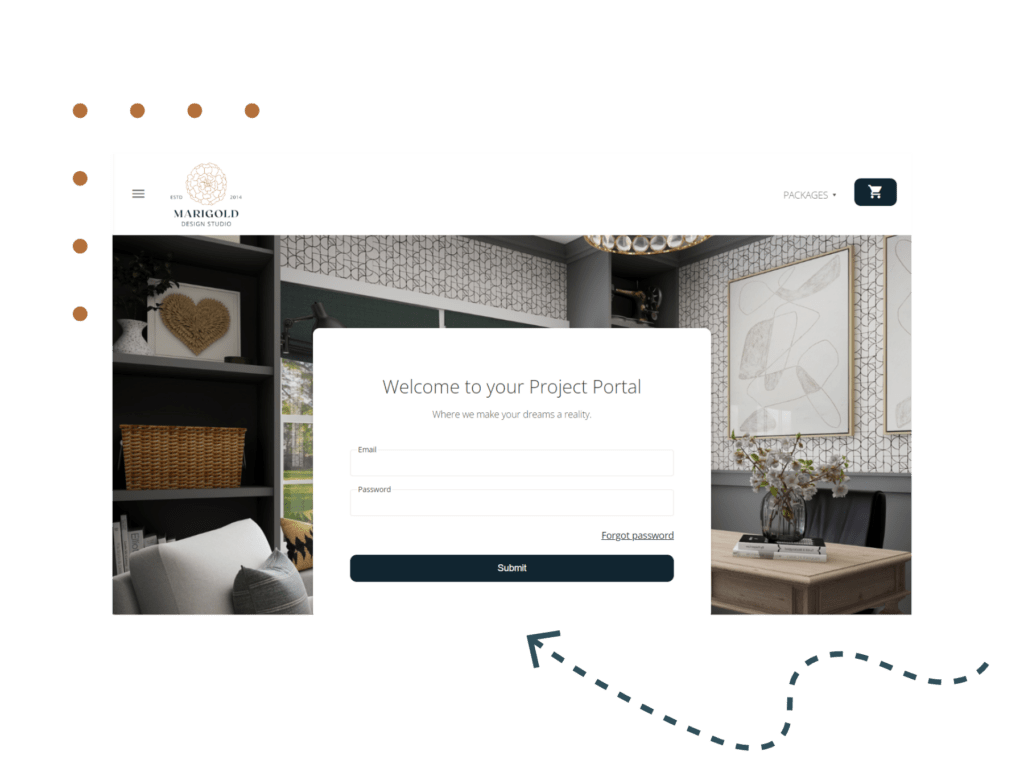 ESTD 2014
MARIGOLD
DESIGN STUDIO
PACKAGES
Welcome to your Project Portal
Where we make your dreams a reality.
Email
Password
Forgot password
Submit